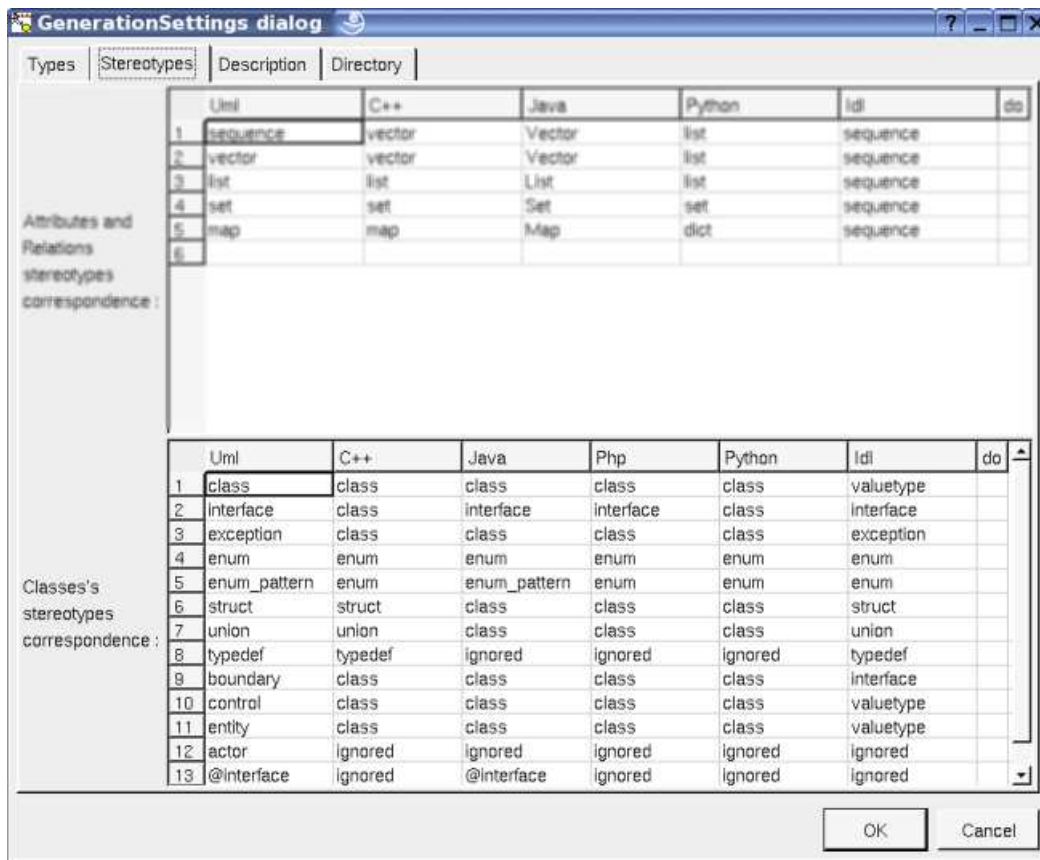 GenerationSettings dialog
Types Stereotypes Description Directory
Uml C++ Java Python Idl do
1 sequence vector Vector list sequence
2 vector vector Vector list sequence
3 list list List list sequence
4 set set Set set sequence
5 map map Map dict sequence
6
Attributes and
Relations
stereotypes
correspondence :
Uml C++ Java Php Python Idl do
1 class class class class class valuetype
2 interface class interface interface class interface
3 exception class class class class exception
4 enum enum enum enum enum enum
5 enum_pattern enum enum_pattern enum enum enum
6 struct struct class class class struct
7 union union class class class union
8 typedef typedef ignored ignored ignored typedef
9 boundary class class class class interface
10 control class class class class valuetype
11 entity class class class class valuetype
12 actor ignored ignored ignored ignored ignored
13 @interface ignored @interface ignored ignored ignored
Classes's
stereotypes
correspondence :
OK Cancel